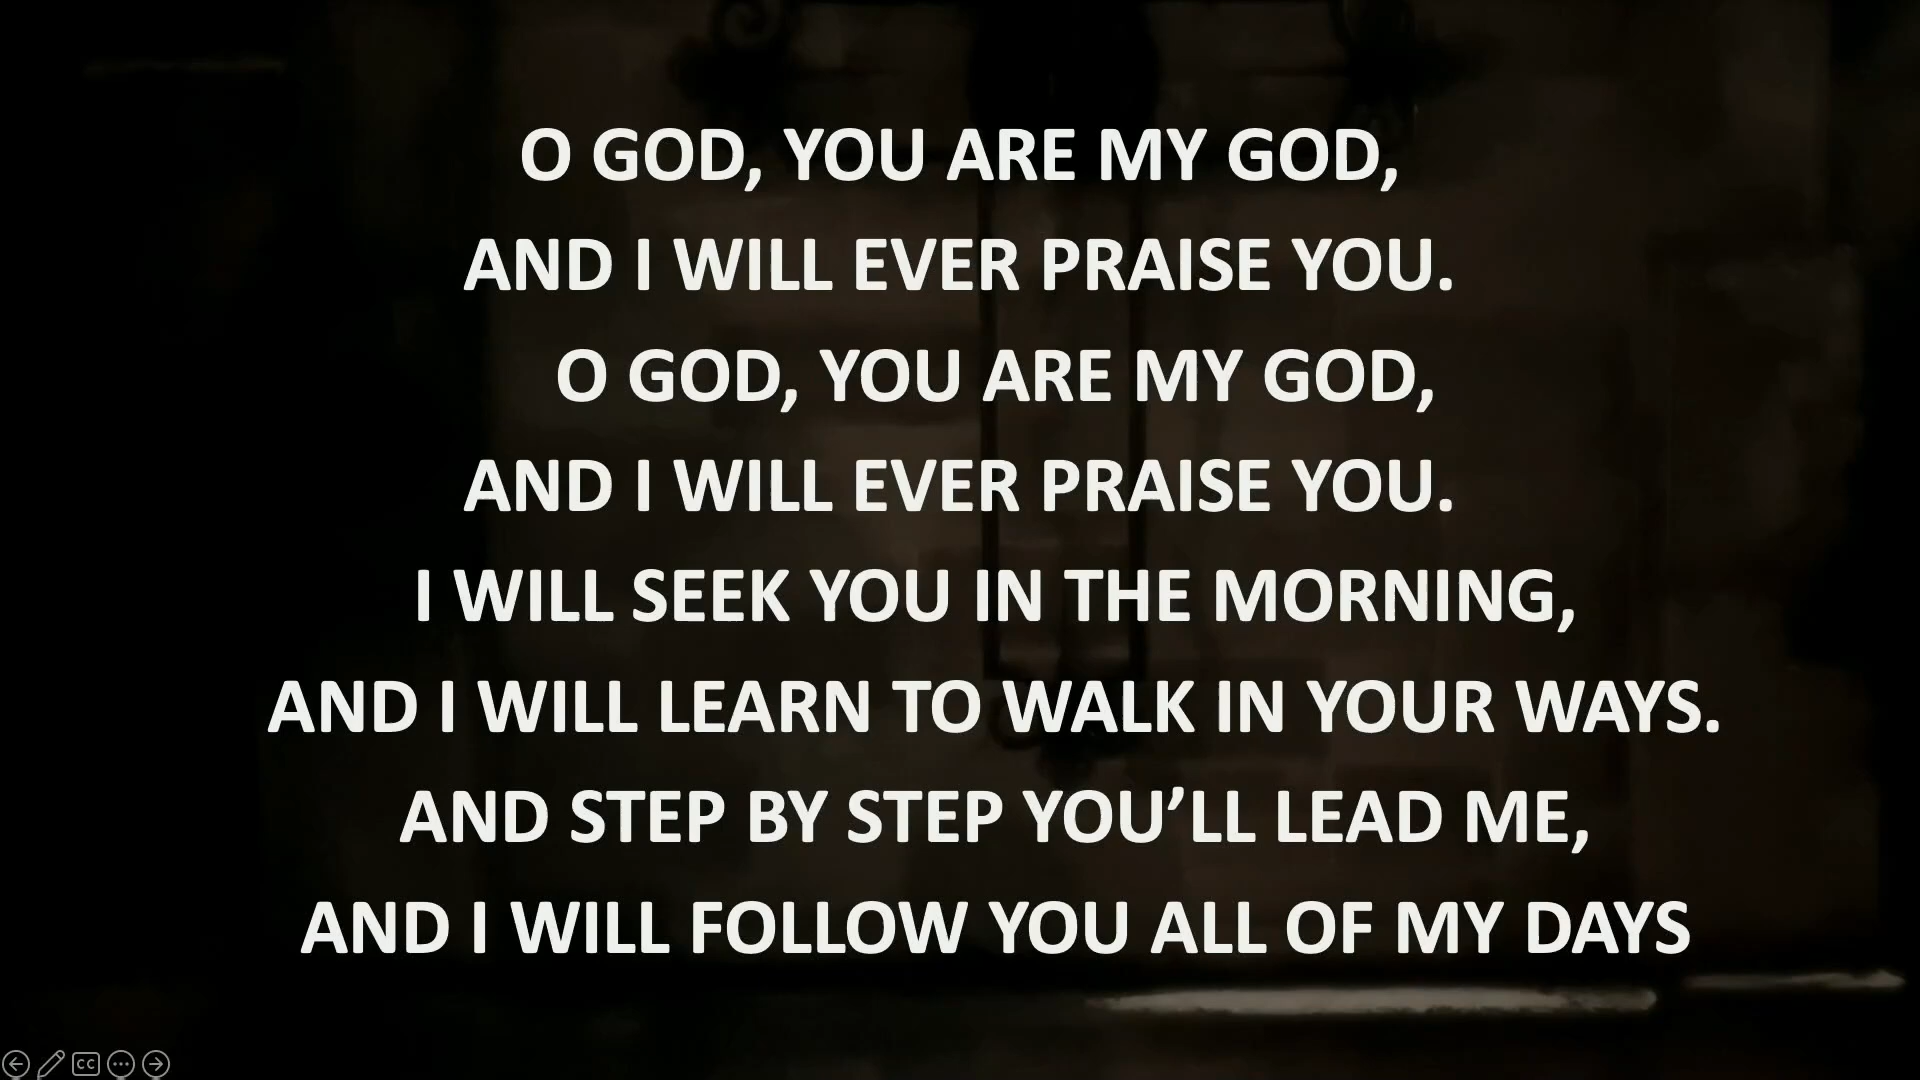 O GOD, YOU ARE MY GOD,
AND I WILL EVER PRAISE YOU.
O GOD, YOU ARE MY GOD,
AND I WILL EVER PRAISE YOU.
I WILL SEEK YOU IN THE MORNING,
AND I WILL LEARN TO WALK IN YOUR WAYS.
AND STEP BY STEP YOU’LL LEAD ME,
AND I WILL FOLLOW YOU ALL OF MY DAYS
CC